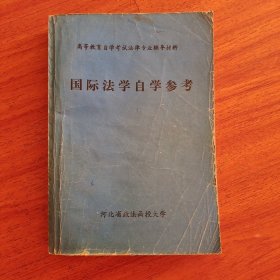 高等教育自学考试法律专业辅导材料
国际法学自学参考
河北省政法函授大学